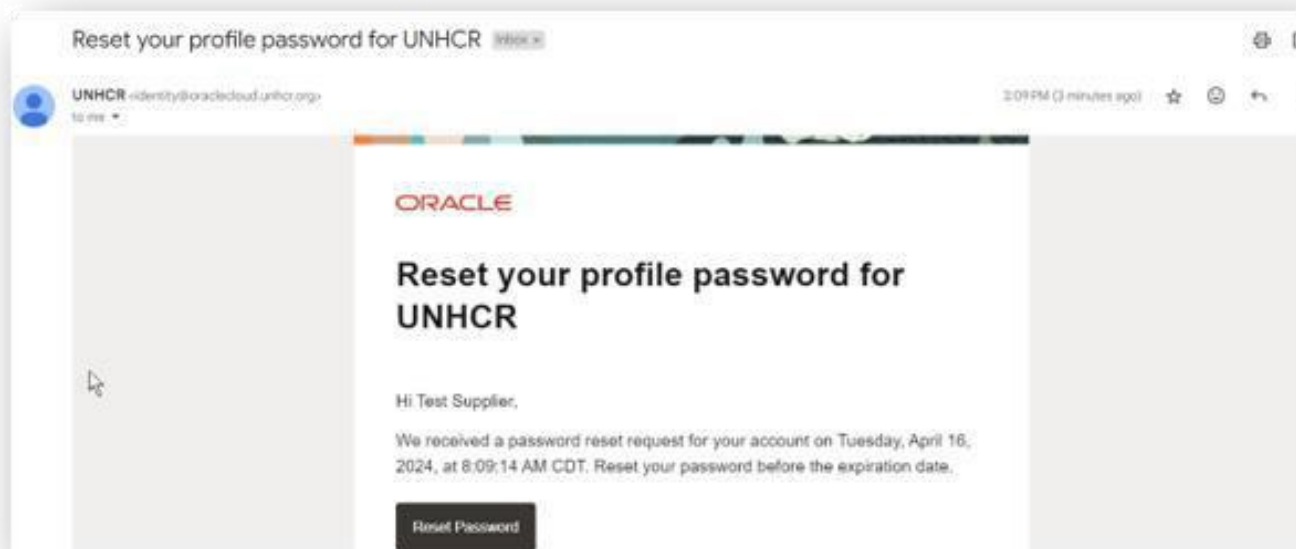 Reset your profile password for UNHCR Inbox ×
UNHCR <identity@oraclecloud.unhcr.org> 2:09 PM (3 minutes ago)
to me
ORACLE
Reset your profile password for
UNHCR
Hi Test Supplier,
We received a password reset request for your account on Tuesday, April 16,
2024, at 8:09:14 AM CDT. Reset your password before the expiration date.
Reset Password